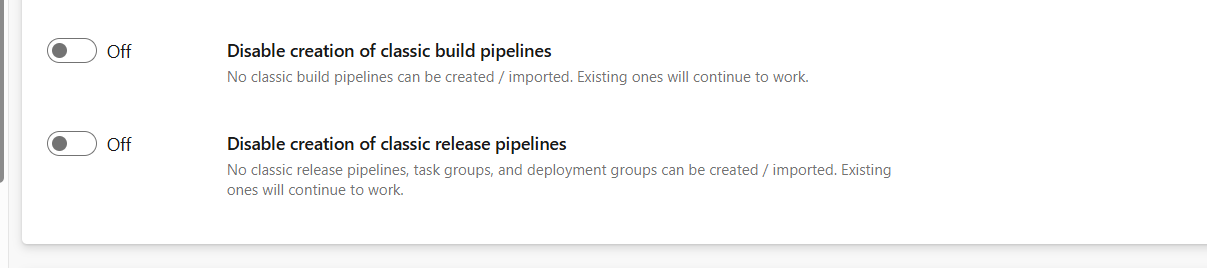 Off
Disable creation of classic build pipelines
No classic build pipelines can be created / imported. Existing ones will continue to work.
Off
Disable creation of classic release pipelines
No classic release pipelines, task groups, and deployment groups can be created / imported. Existing
ones will continue to work.